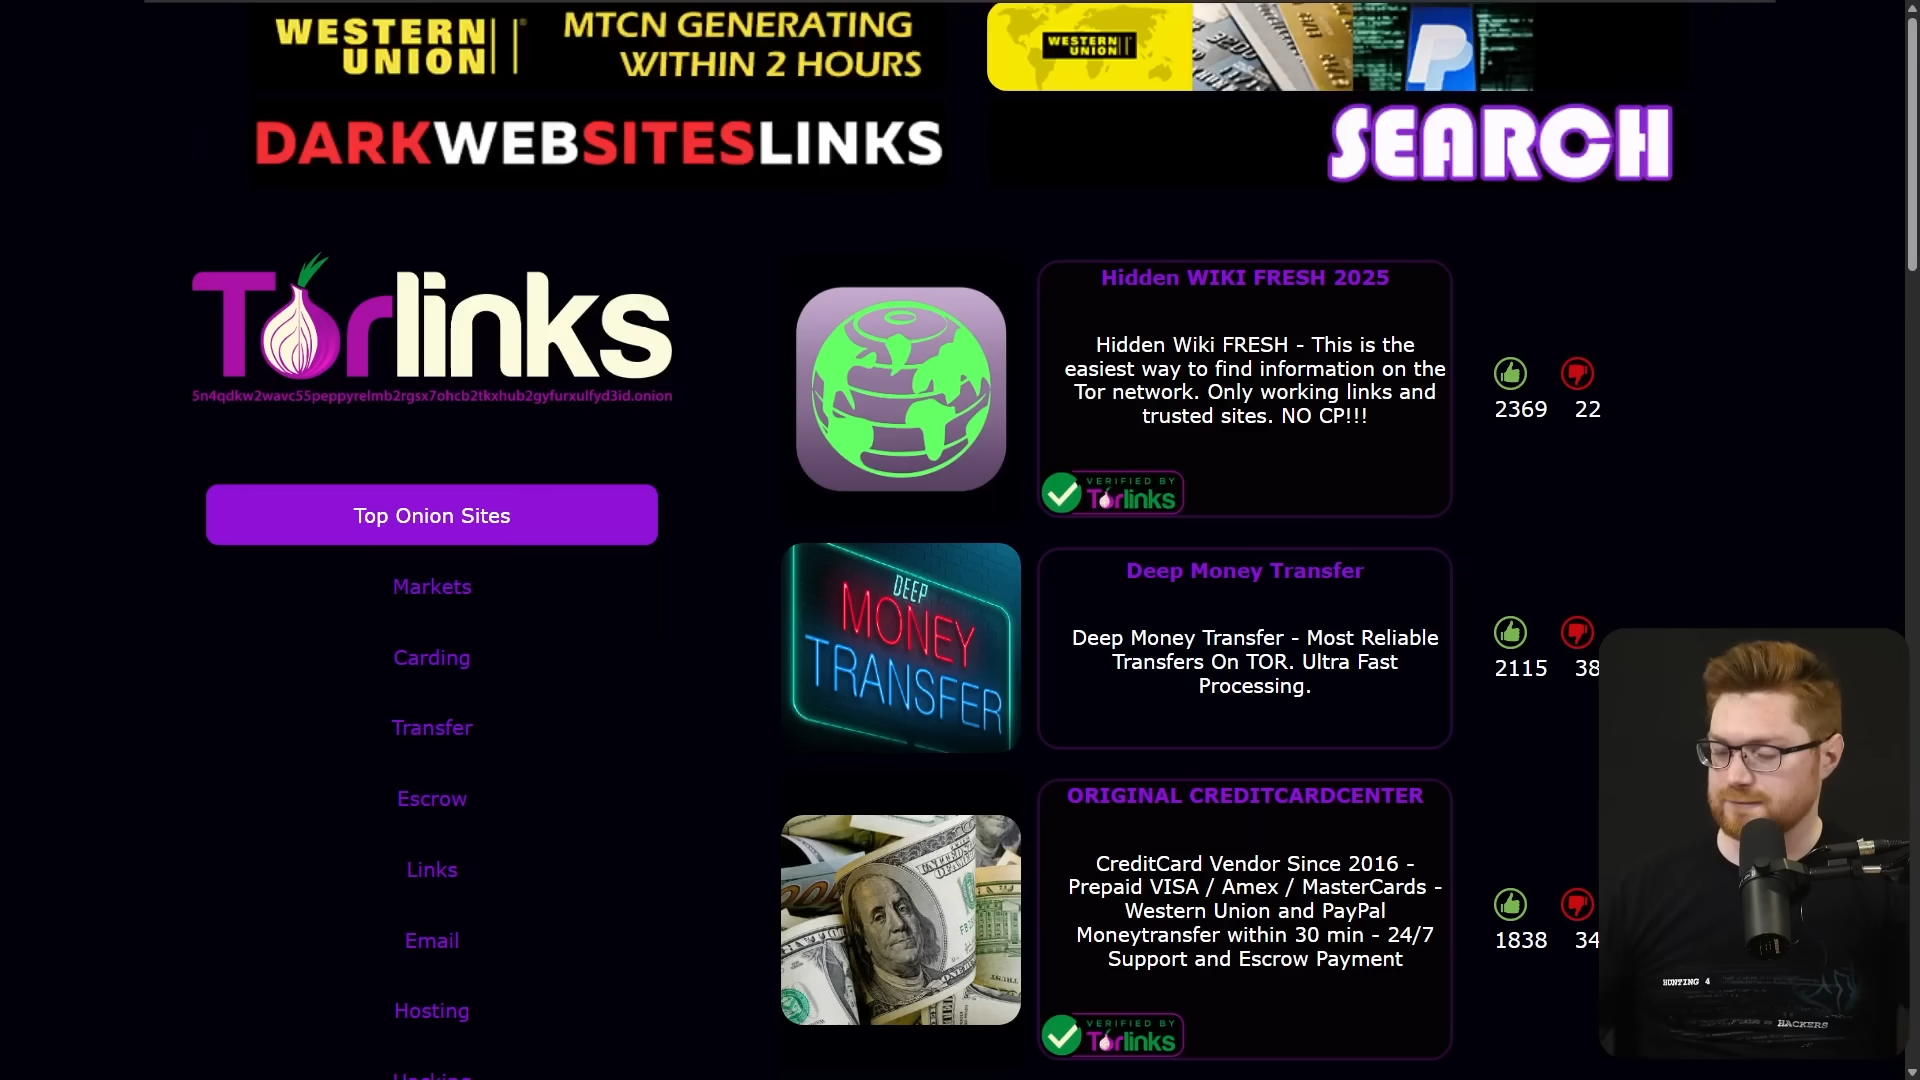 WESTERN UNION
MTCN GENERATING
WITHIN 2 HOURS
WESTERN
UNION
DARKWEBSITESLINKS
SEARCH
Torlinks
5n4qdkw2wavc55peppyrelmb2rgsx7ohcb2tkxhub2gyfurxulfyd3id.onion
Top Onion Sites
Markets
Carding
Transfer
Escrow
Links
Email
Hosting
Hacking
Hidden WIKI FRESH 2025
Hidden Wiki FRESH - This is the
easiest way to find information on the
Tor network. Only working links and
trusted sites. NO CP!!!
VERIFIED BY
Torlinks
2369 22
DEEP
MONEY
TRANSFER
Deep Money Transfer
Deep Money Transfer - Most Reliable
Transfers On TOR. Ultra Fast
Processing.
2115 38
ORIGINAL CREDITCARDCENTER
CreditCard Vendor Since 2016 -
Prepaid VISA / Amex / MasterCards -
Western Union and PayPal
Moneytransfer within 30 min - 24/7
Support and Escrow Payment
VERIFIED BY
Torlinks
1838 34
HUNTING 4
HACKERS